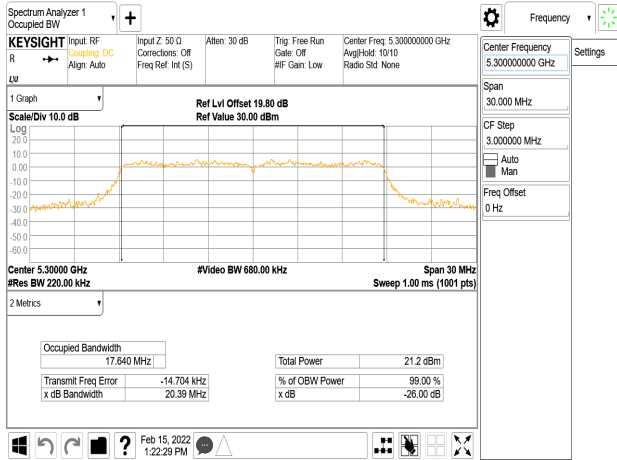 Spectrum Analyzer 1
Occupied BW
Frequency
KEYSIGHT
R
Input: RF
Coupling: DC
Align: Auto
Input Z: 50 Ω
Corrections: Off
Freq Ref: Int (S)
Atten: 30 dB
Trig: Free Run
Gate: Off
#IF Gain: Low
Center Freq: 5.300000000 GHz
Avg|Hold: 10/10
Radio Std: None
Center Frequency
5.300000000 GHz
Settings
Span
30.000 MHz
CF Step
3.000000 MHz
Auto
Man
Freq Offset
0 Hz
1 Graph
Scale/Div 10.0 dB
Ref Lvl Offset 19.80 dB
Ref Value 30.00 dBm
Log
20.0
10.0
0.00
-10.0
-20.0
-30.0
-40.0
-50.0
-60.0
Center 5.30000 GHz
#Video BW 680.00 kHz
Span 30 MHz
#Res BW 220.00 kHz
Sweep 1.00 ms (1001 pts)
2 Metrics
Occupied Bandwidth
17.640 MHz
Total Power 21.2 dBm
Transmit Freq Error -14.704 kHz
% of OBW Power 99.00 %
x dB Bandwidth 20.39 MHz
x dB -26.00 dB
?
Feb 15, 2022
1:22:29 PM